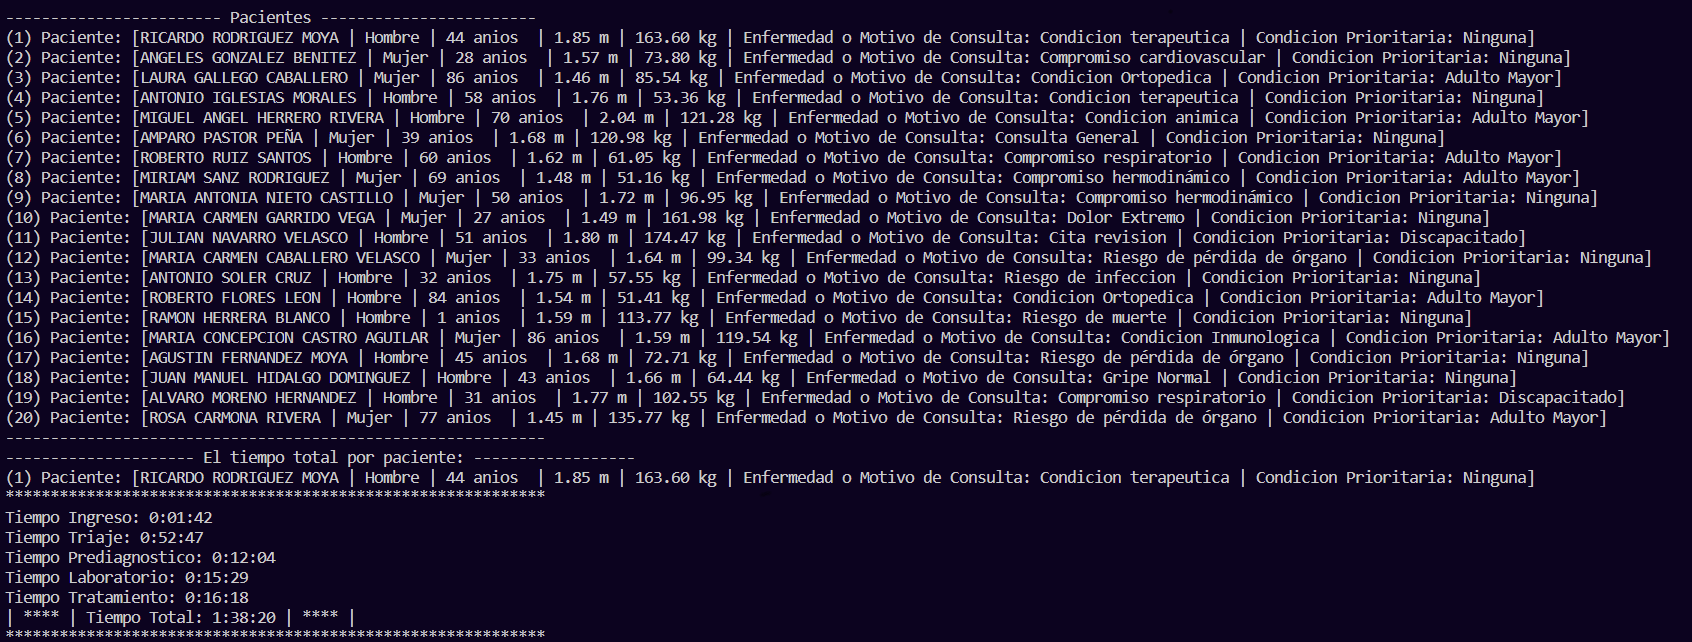 ------------------------ Pacientes ------------------------
(1) Paciente: [RICARDO RODRIGUEZ MOYA | Hombre | 44 anios  | 1.85 m | 163.60 kg | Enfermedad o Motivo de Consulta: Condicion terapeutica | Condicion Prioritaria: Ninguna]
(2) Paciente: [ANGELES GONZALEZ BENITEZ | Mujer | 28 anios  | 1.57 m | 73.80 kg | Enfermedad o Motivo de Consulta: Compromiso cardiovascular | Condicion Prioritaria: Ninguna]
(3) Paciente: [LAURA GALLEGO CABALLERO | Mujer | 86 anios  | 1.46 m | 85.54 kg | Enfermedad o Motivo de Consulta: Condicion Ortopedica | Condicion Prioritaria: Adulto Mayor]
(4) Paciente: [ANTONIO IGLESIAS MORALES | Hombre | 58 anios  | 1.76 m | 53.36 kg | Enfermedad o Motivo de Consulta: Condicion terapeutica | Condicion Prioritaria: Ninguna]
(5) Paciente: [MIGUEL ANGEL HERRERO RIVERA | Hombre | 70 anios  | 2.04 m | 121.28 kg | Enfermedad o Motivo de Consulta: Condicion animica | Condicion Prioritaria: Adulto Mayor]
(6) Paciente: [AMPARO PASTOR PEÑA | Mujer | 39 anios  | 1.68 m | 120.98 kg | Enfermedad o Motivo de Consulta: Consulta General | Condicion Prioritaria: Ninguna]
(7) Paciente: [ROBERTO RUIZ SANTOS | Hombre | 60 anios  | 1.62 m | 61.05 kg | Enfermedad o Motivo de Consulta: Compromiso respiratorio | Condicion Prioritaria: Adulto Mayor]
(8) Paciente: [MIRIAM SANZ RODRIGUEZ | Mujer | 69 anios  | 1.48 m | 51.16 kg | Enfermedad o Motivo de Consulta: Compromiso hermodinámico | Condicion Prioritaria: Adulto Mayor]
(9) Paciente: [MARIA ANTONIA NIETO CASTILLO | Mujer | 50 anios  | 1.72 m | 96.95 kg | Enfermedad o Motivo de Consulta: Compromiso hermodinámico | Condicion Prioritaria: Ninguna]
(10) Paciente: [MARIA CARMEN GARRIDO VEGA | Mujer | 27 anios  | 1.49 m | 161.98 kg | Enfermedad o Motivo de Consulta: Dolor Extremo | Condicion Prioritaria: Ninguna]
(11) Paciente: [JULIAN NAVARRO VELASCO | Hombre | 51 anios  | 1.80 m | 174.47 kg | Enfermedad o Motivo de Consulta: Cita revision | Condicion Prioritaria: Discapacitado]
(12) Paciente: [MARIA CARMEN CABALLERO VELASCO | Mujer | 33 anios  | 1.64 m | 99.34 kg | Enfermedad o Motivo de Consulta: Riesgo de pérdida de órgano | Condicion Prioritaria: Ninguna]
(13) Paciente: [ANTONIO SOLER CRUZ | Hombre | 32 anios  | 1.75 m | 57.55 kg | Enfermedad o Motivo de Consulta: Riesgo de infeccion | Condicion Prioritaria: Ninguna]
(14) Paciente: [ROBERTO FLORES LEON | Hombre | 84 anios  | 1.54 m | 51.41 kg | Enfermedad o Motivo de Consulta: Condicion Ortopedica | Condicion Prioritaria: Adulto Mayor]
(15) Paciente: [RAMON HERRERA BLANCO | Hombre | 1 anios  | 1.59 m | 113.77 kg | Enfermedad o Motivo de Consulta: Riesgo de muerte | Condicion Prioritaria: Ninguna]
(16) Paciente: [MARIA CONCEPCION CASTRO AGUILAR | Mujer | 86 anios  | 1.59 m | 119.54 kg | Enfermedad o Motivo de Consulta: Condicion Inmunologica | Condicion Prioritaria: Adulto Mayor]
(17) Paciente: [AGUSTIN FERNANDEZ MOYA | Hombre | 45 anios  | 1.68 m | 72.71 kg | Enfermedad o Motivo de Consulta: Riesgo de pérdida de órgano | Condicion Prioritaria: Ninguna]
(18) Paciente: [JUAN MANUEL HIDALGO DOMINGUEZ | Hombre | 43 anios  | 1.66 m | 64.44 kg | Enfermedad o Motivo de Consulta: Gripe Normal | Condicion Prioritaria: Ninguna]
(19) Paciente: [ALVARO MORENO HERNANDEZ | Hombre | 31 anios  | 1.77 m | 102.55 kg | Enfermedad o Motivo de Consulta: Compromiso respiratorio | Condicion Prioritaria: Discapacitado]
(20) Paciente: [ROSA CARMONA RIVERA | Mujer | 77 anios  | 1.45 m | 135.77 kg | Enfermedad o Motivo de Consulta: Riesgo de pérdida de órgano | Condicion Prioritaria: Adulto Mayor]
------------------------------------------------------------
--------------------- El tiempo total por paciente: ------------------
(1) Paciente: [RICARDO RODRIGUEZ MOYA | Hombre | 44 anios  | 1.85 m | 163.60 kg | Enfermedad o Motivo de Consulta: Condicion terapeutica | Condicion Prioritaria: Ninguna]
************************************************************
Tiempo Ingreso: 0:01:42
Tiempo Triaje: 0:52:47
Tiempo Prediagnostico: 0:12:04
Tiempo Laboratorio: 0:15:29
Tiempo Tratamiento: 0:16:18
| **** | Tiempo Total: 1:38:20 | **** |
************************************************************